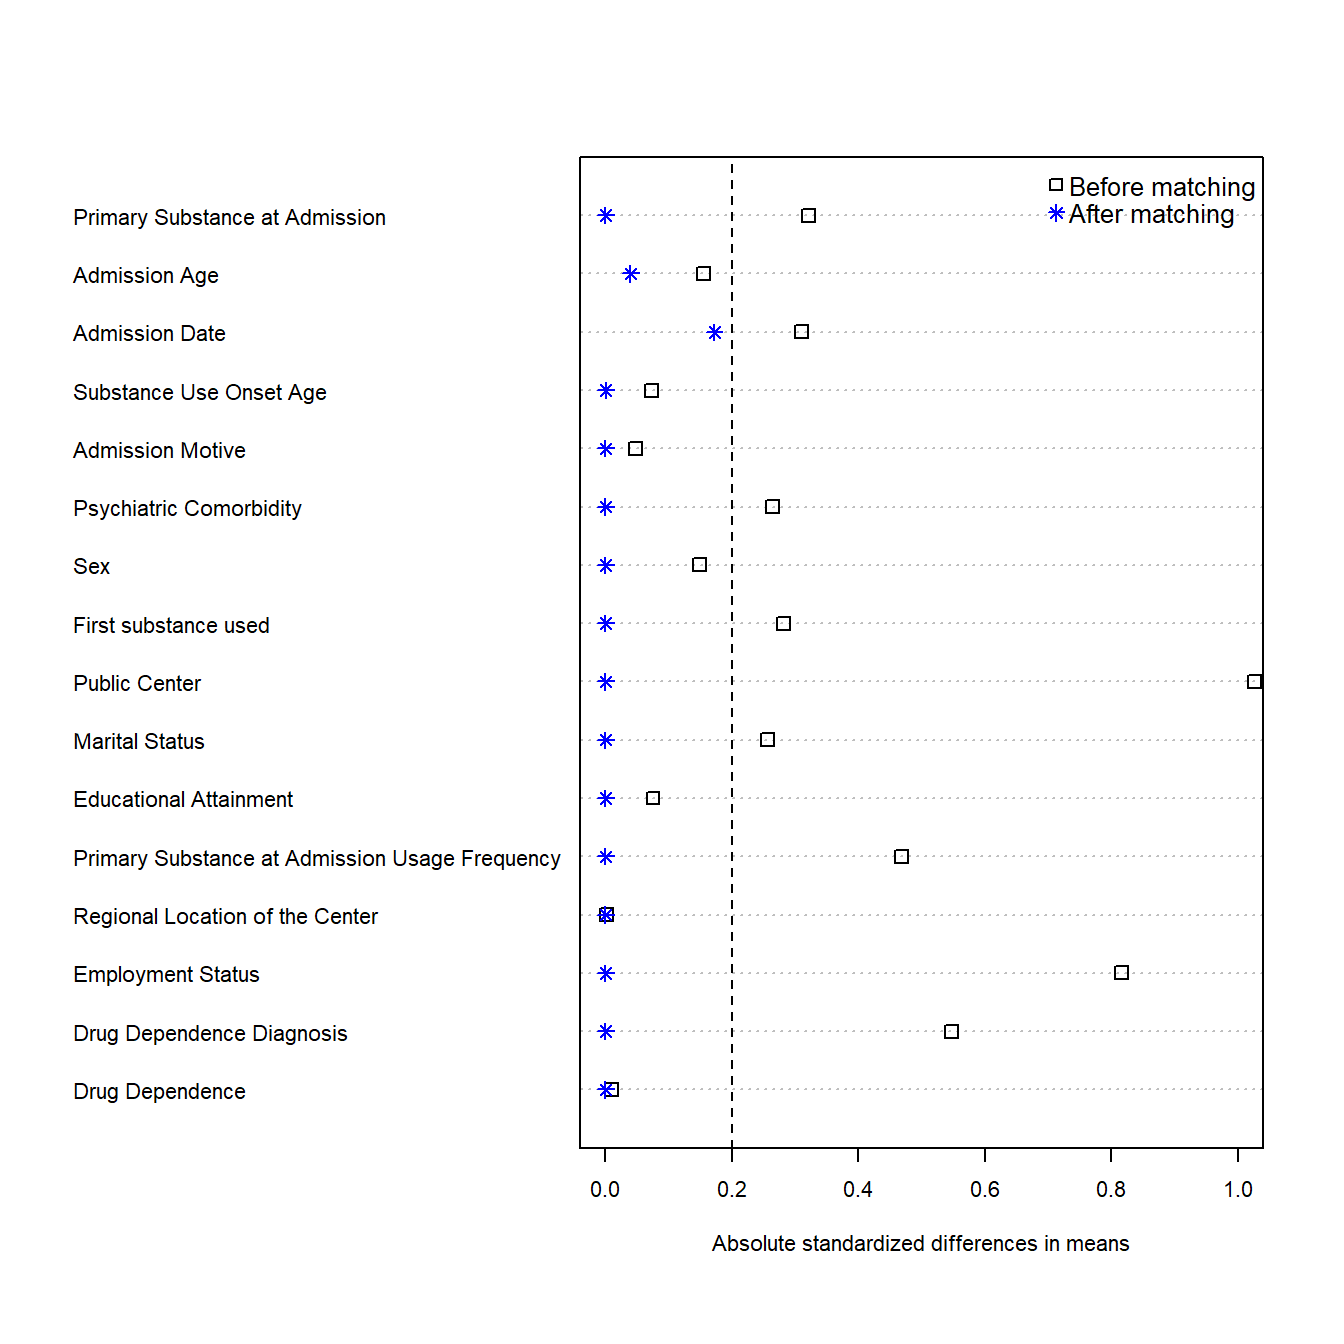 Before matching
After matching
Primary Substance at Admission
Admission Age
Admission Date
Substance Use Onset Age
Admission Motive
Psychiatric Comorbidity
Sex
First substance used
Public Center
Marital Status
Educational Attainment
Primary Substance at Admission Usage Frequency
Regional Location of the Center
Employment Status
Drug Dependence Diagnosis
Drug Dependence
0.0 0.2 0.4 0.6 0.8 1.0
Absolute standardized differences in means